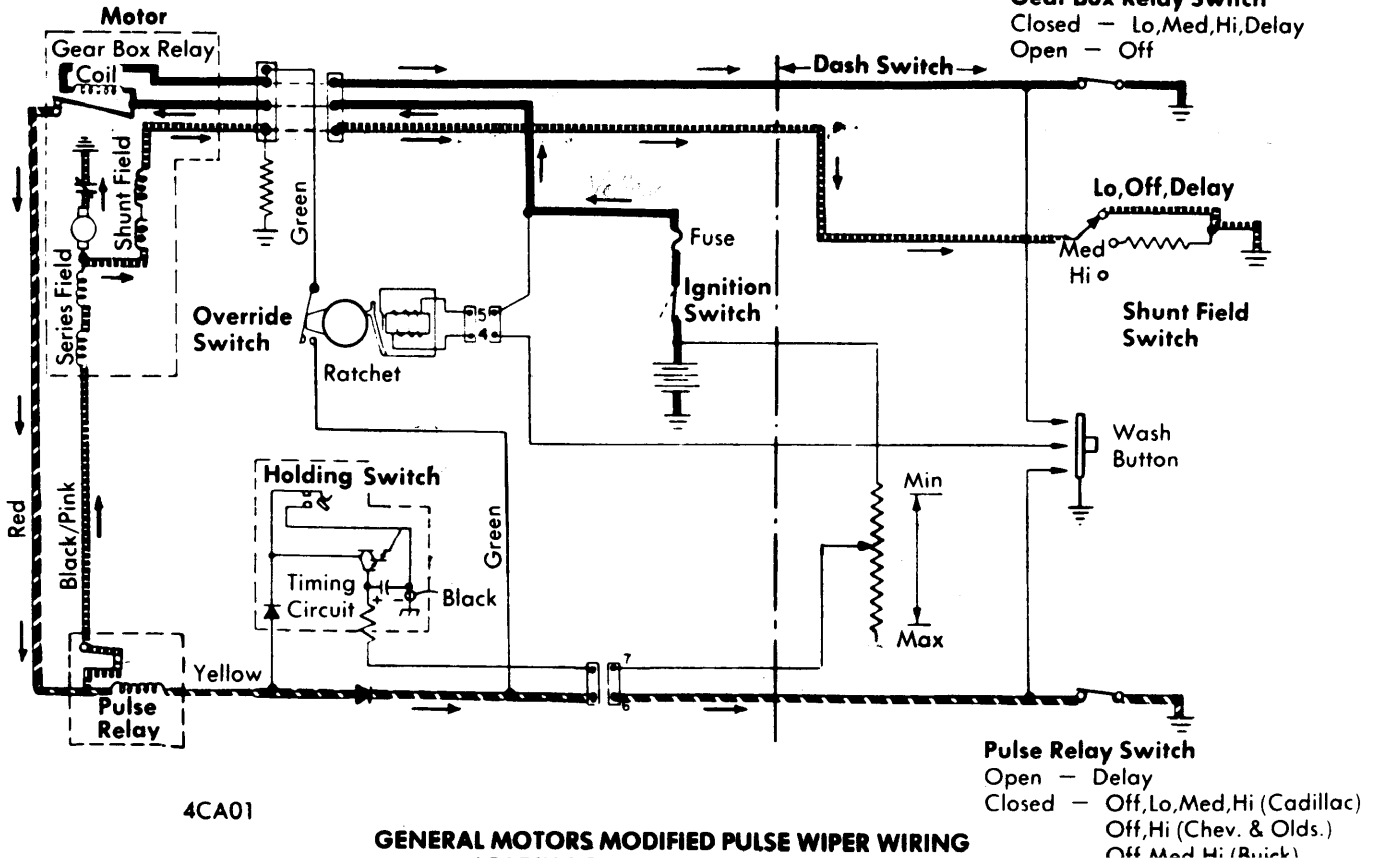 Gear Box Relay Switch
Closed — Lo,Med,Hi,Delay
Open — Off
Motor
Gear Box Relay
Coil
Dash Switch
Shunt Field
Series Field
Green
Fuse
Lo,Off,Delay
Med
Hi
Ignition
Switch
Shunt Field
Switch
Override
Switch
5
4
Ratchet
Wash
Button
Holding Switch
Min
Max
Red
Black/Pink
Green
Timing
Circuit
+
−
Black
Yellow
7
6
Pulse
Relay
Pulse Relay Switch
Open — Delay
Closed — Off,Lo,Med,Hi (Cadillac)
Off,Hi (Chev. & Olds.)
Off,Med,Hi (Buick)
4CA01
GENERAL MOTORS MODIFIED PULSE WIPER WIRING